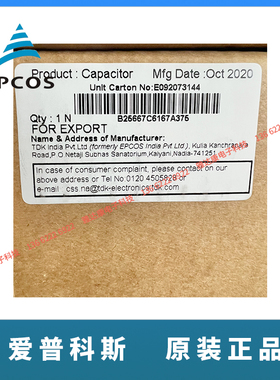 EPCOS
Product : Capacitor Mfg Date :Oct 2020
Unit Carton No:E092073144
Qty : 1 N B25667C6167A375
FOR EXPORT
Name & Address of Manufacturer:
TDK India Pvt.Ltd (formerly EPCOS India Pvt Ltd ), Kulia Kanchrapara
Road,P.O Netaji Subhas Sanatorium,Kalyani,Nadia-741251
In case of consumer complaint, please contact on
above address or Tel No 0120 4505828 or
e-mail css.na@tdk-electronics.tdk.com
爱普科斯 原装正品